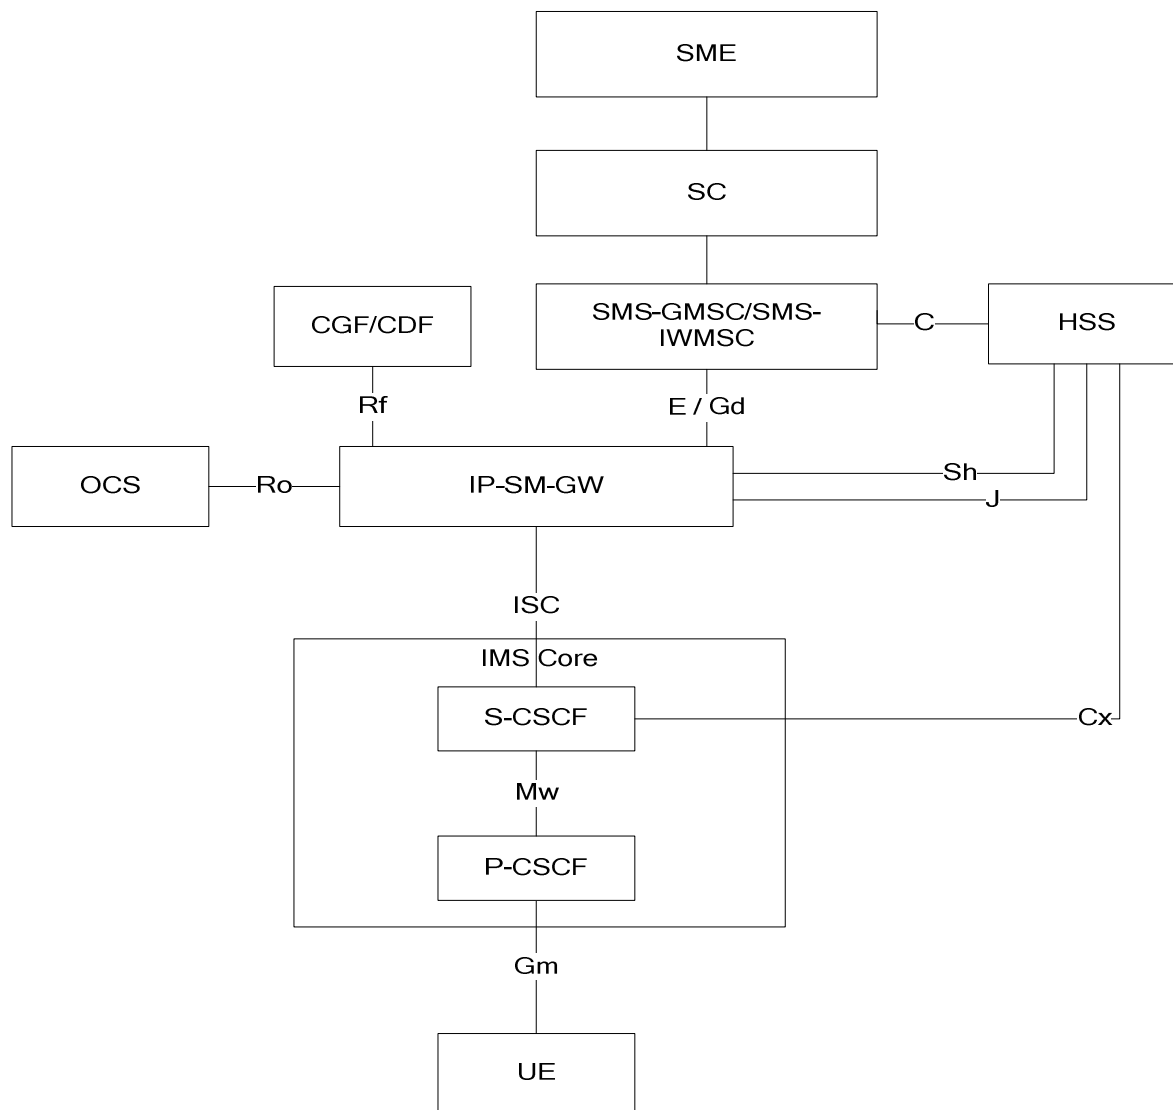 SME
SC
CGF/CDF
SMS-GMSC/SMS-
IWMSC
C
HSS
Rf
E / Gd
OCS
Ro
IP-SM-GW
Sh
J
ISC
IMS Core
S-CSCF
Cx
Mw
P-CSCF
Gm
UE